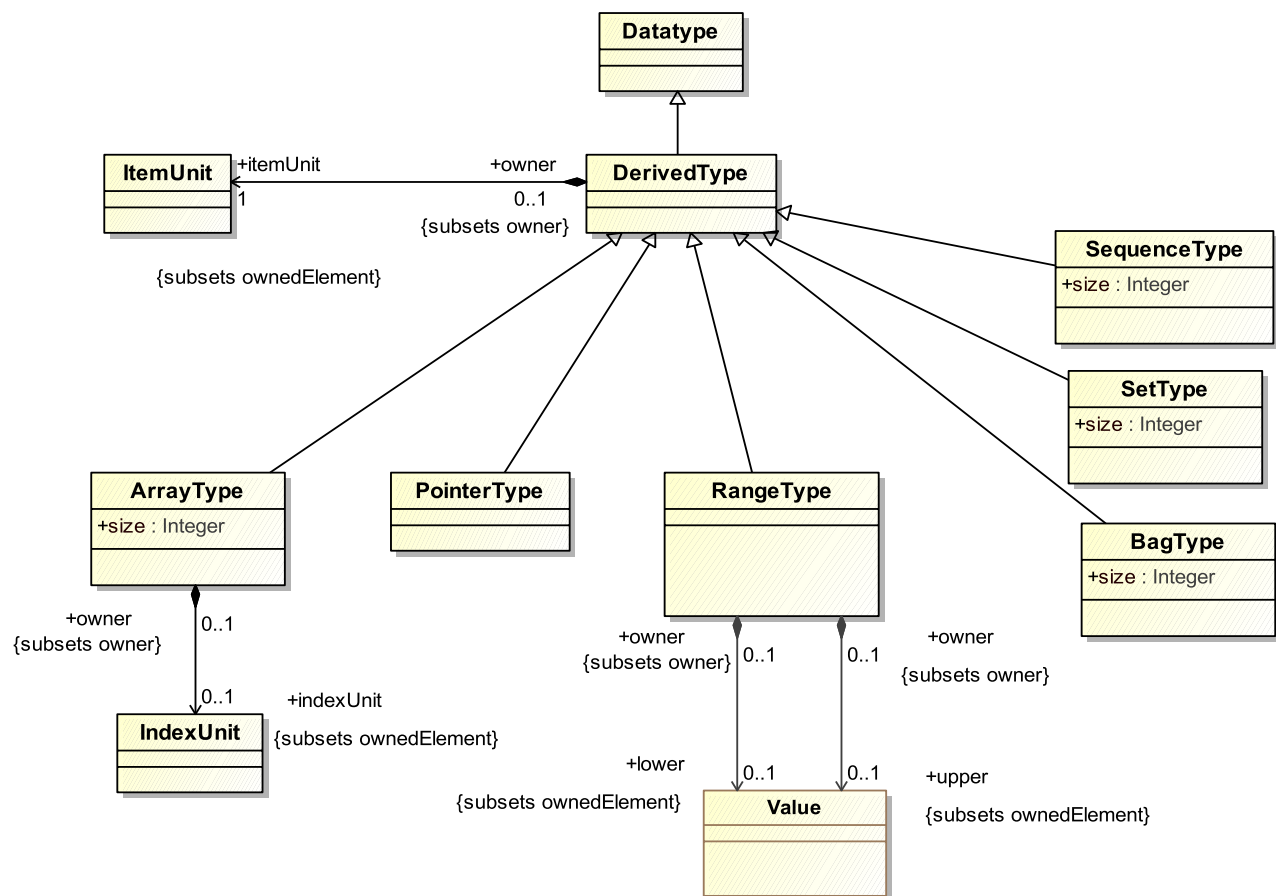 Datatype
ItemUnit
+itemUnit
+owner
DerivedType
1
0..1
{subsets owner}
{subsets ownedElement}
SequenceType
+size : Integer
SetType
+size : Integer
ArrayType
+size : Integer
PointerType
RangeType
BagType
+size : Integer
+owner
{subsets owner}
0..1
+owner
{subsets owner}
0..1
0..1
+owner
{subsets owner}
0..1
+indexUnit
{subsets ownedElement}
IndexUnit
+lower
{subsets ownedElement}
0..1
0..1
+upper
{subsets ownedElement}
Value